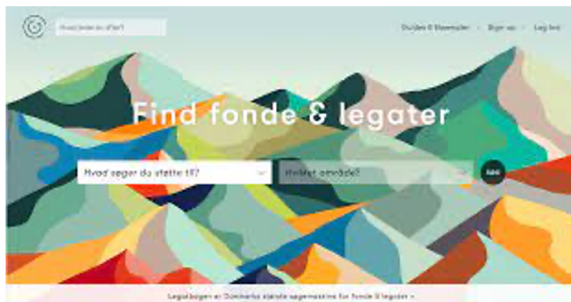 Hvad leder du efter?
Guides & Eksempler Sign up Log ind
Find fonde & legater
Hvad søger du støtte til?
Hvilket område?
Søg
Legatbogen er Danmarks største søgemaskine for fonde & legater